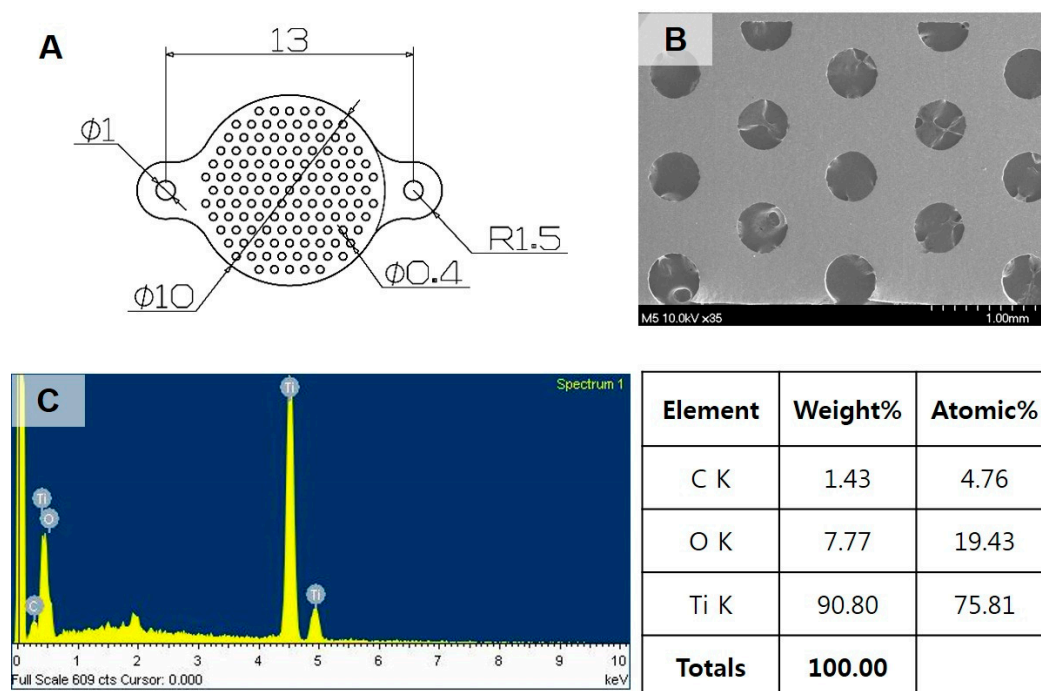 A
13
ϕ1
R1.5
ϕ0.4
ϕ10
B
M5 10.0kV x35
1.00mm
C
Spectrum 1
Ti
Ti
O
C
Ti
0 1 2 3 4 5 6 7 8 9 10
Full Scale 609 cts Cursor: 0.000
keV
Element Weight% Atomic%
C K 1.43 4.76
O K 7.77 19.43
Ti K 90.80 75.81
Totals 100.00